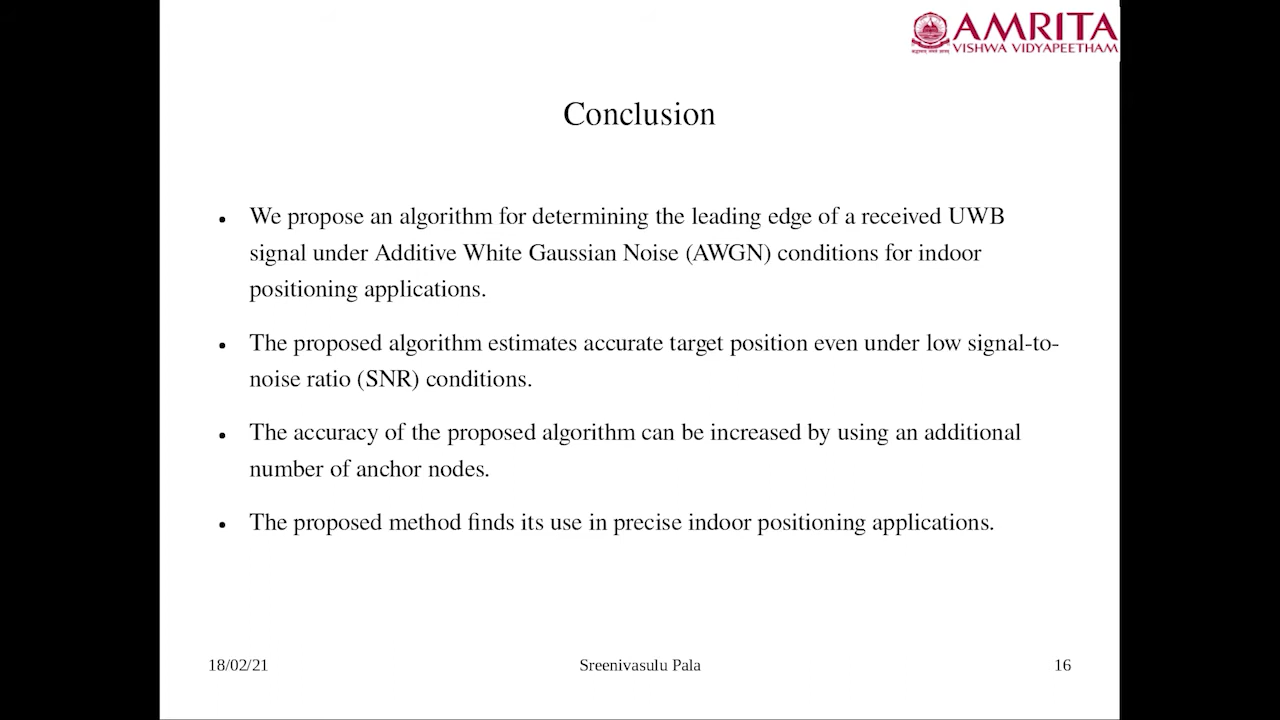 AMRITA
VISHWA VIDYAPEETHAM
Conclusion
• We propose an algorithm for determining the leading edge of a received UWB
signal under Additive White Gaussian Noise (AWGN) conditions for indoor
positioning applications.
• The proposed algorithm estimates accurate target position even under low signal-to-
noise ratio (SNR) conditions.
• The accuracy of the proposed algorithm can be increased by using an additional
number of anchor nodes.
• The proposed method finds its use in precise indoor positioning applications.
18/02/21
Sreenivasulu Pala
16